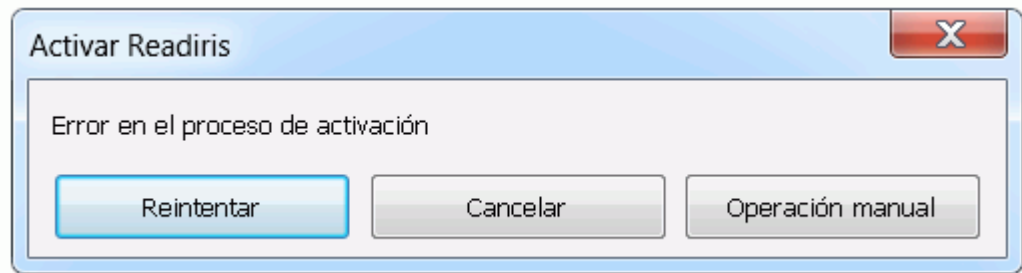 Activar Readiris
Error en el proceso de activación
Reintentar Cancelar Operación manual